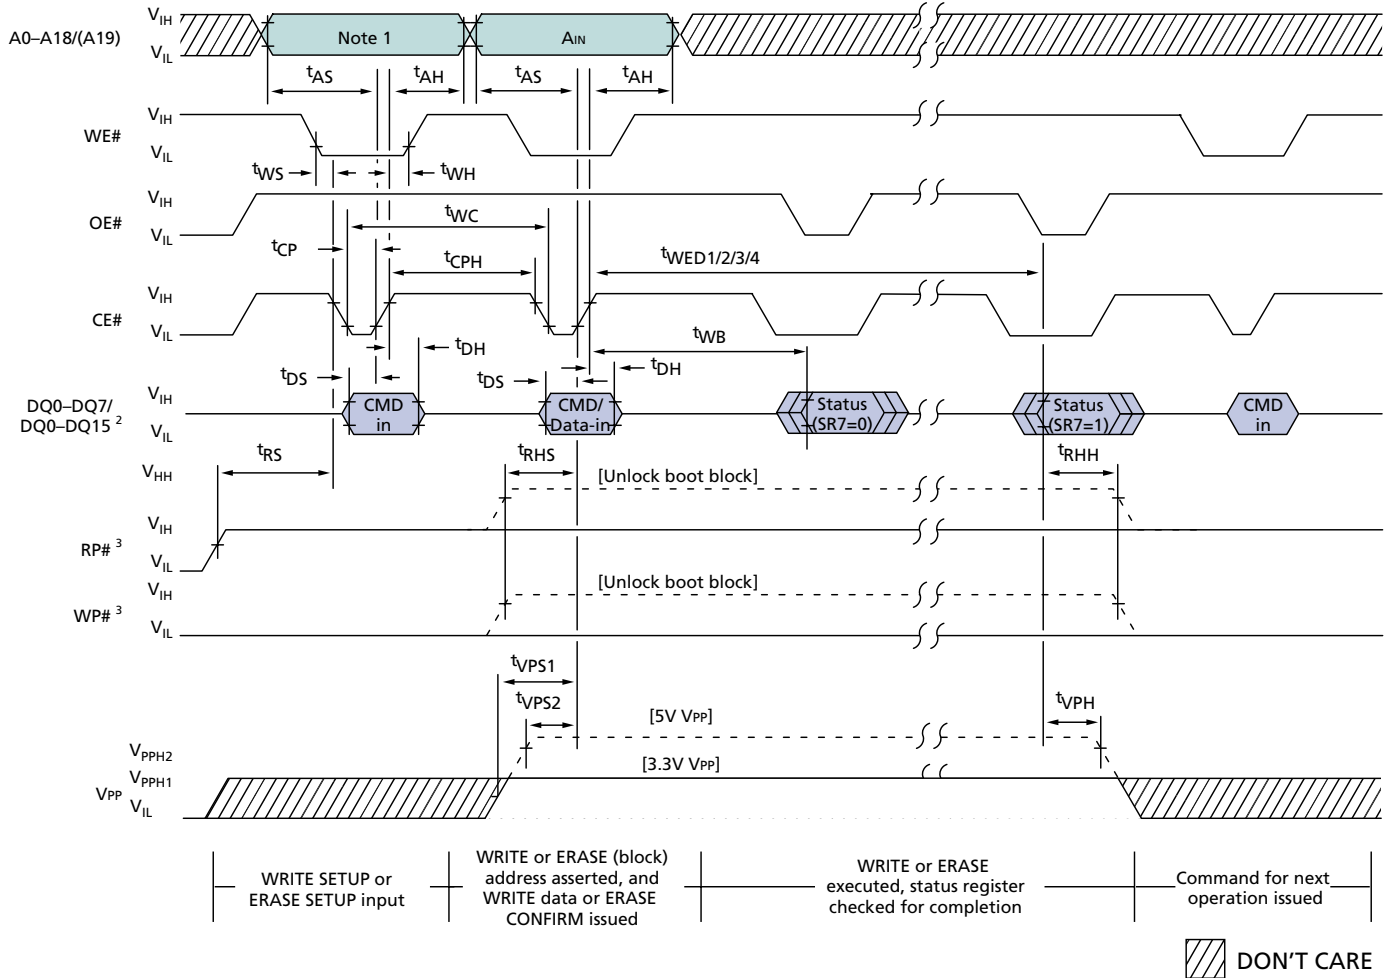 A0–A18/(A19)
VIH
VIL
Note 1
AIN
tAS
tAH
tAS
tAH
WE#
VIH
VIL
tWS
tWH
OE#
VIH
VIL
tWC
tCP
tCPH
tWED1/2/3/4
CE#
VIH
VIL
tWB
tDH
tDS
tDS
tDH
DQ0–DQ7/
DQ0–DQ15 2
VIH
VIL
CMD
in
CMD/
Data-in
Status
(SR7=0)
Status
(SR7=1)
CMD
in
tRS
tRHS
tRHH
VHH
[Unlock boot block]
RP# 3
VIH
VIL
WP# 3
VIH
VIL
[Unlock boot block]
tVPS1
tVPS2
tVPH
[5V VPP]
VPPH2
[3.3V VPP]
VPPH1
VPP
VIL
WRITE SETUP or
ERASE SETUP input
WRITE or ERASE (block)
address asserted, and
WRITE data or ERASE
CONFIRM issued
WRITE or ERASE
executed, status register
checked for completion
Command for next
operation issued
DON'T CARE